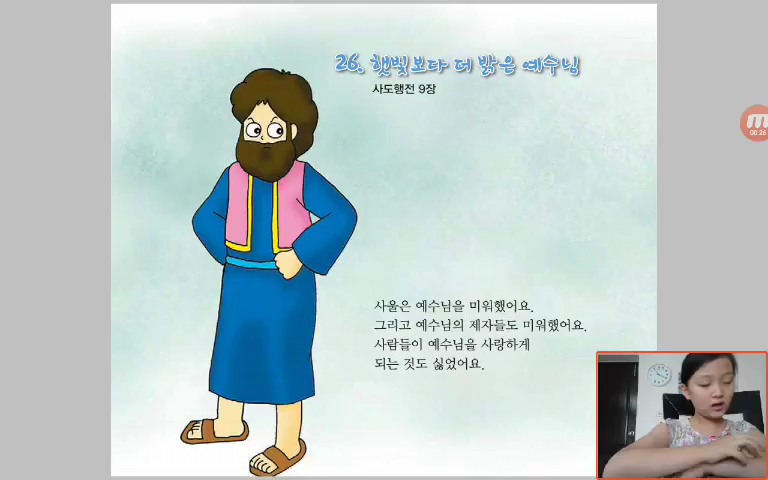 26. 햇빛보다 더 밝은 예수님
사도행전 9장
00:26
사울은 예수님을 미워했어요.
그리고 예수님의 제자들도 미워했어요.
사람들이 예수님을 사랑하게
되는 것도 싫었어요.